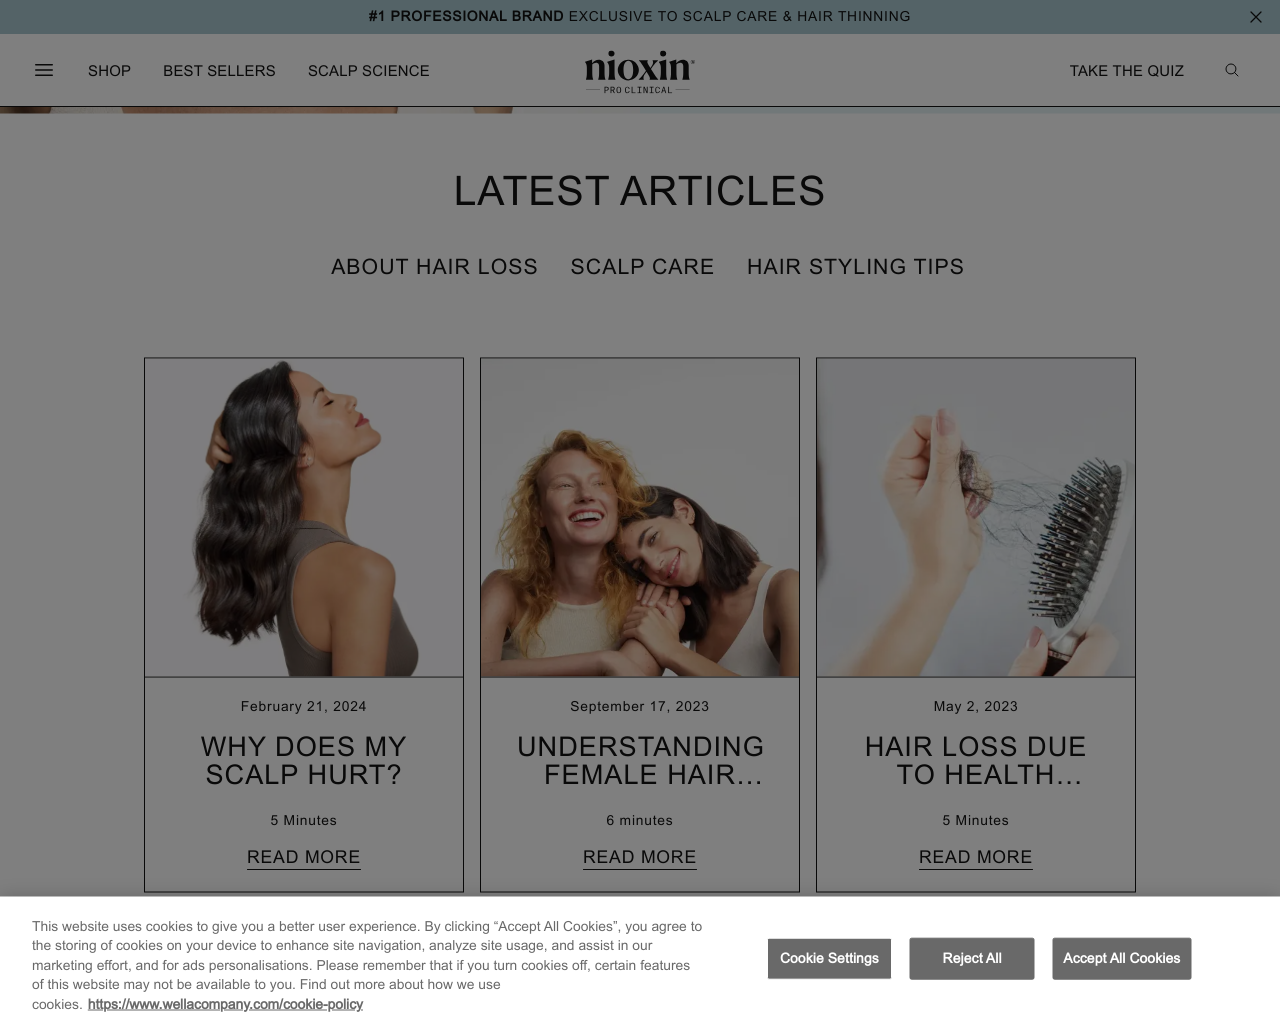 #1 PROFESSIONAL BRAND EXCLUSIVE TO SCALP CARE & HAIR THINNING
SHOP
BEST SELLERS
SCALP SCIENCE
nioxin®
PRO CLINICAL
TAKE THE QUIZ
LATEST ARTICLES
ABOUT HAIR LOSS
SCALP CARE
HAIR STYLING TIPS
February 21, 2024
WHY DOES MY
SCALP HURT?
5 Minutes
READ MORE
September 17, 2023
UNDERSTANDING
FEMALE HAIR...
6 minutes
READ MORE
May 2, 2023
HAIR LOSS DUE
TO HEALTH...
5 Minutes
READ MORE
This website uses cookies to give you a better user experience. By clicking “Accept All Cookies”, you agree to
the storing of cookies on your device to enhance site navigation, analyze site usage, and assist in our
marketing effort, and for ads personalisations. Please remember that if you turn cookies off, certain features
of this website may not be available to you. Find out more about how we use
cookies. https://www.wellacompany.com/cookie-policy
Cookie Settings
Reject All
Accept All Cookies